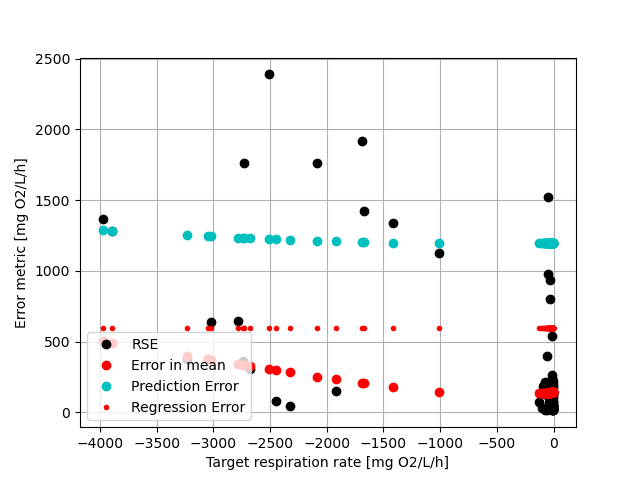 2500
2000
1500
1000
500
0
Error metric [mg O2/L/h]
RSE
Error in mean
Prediction Error
Regression Error
−4000 −3500 −3000 −2500 −2000 −1500 −1000 −500 0
Target respiration rate [mg O2/L/h]